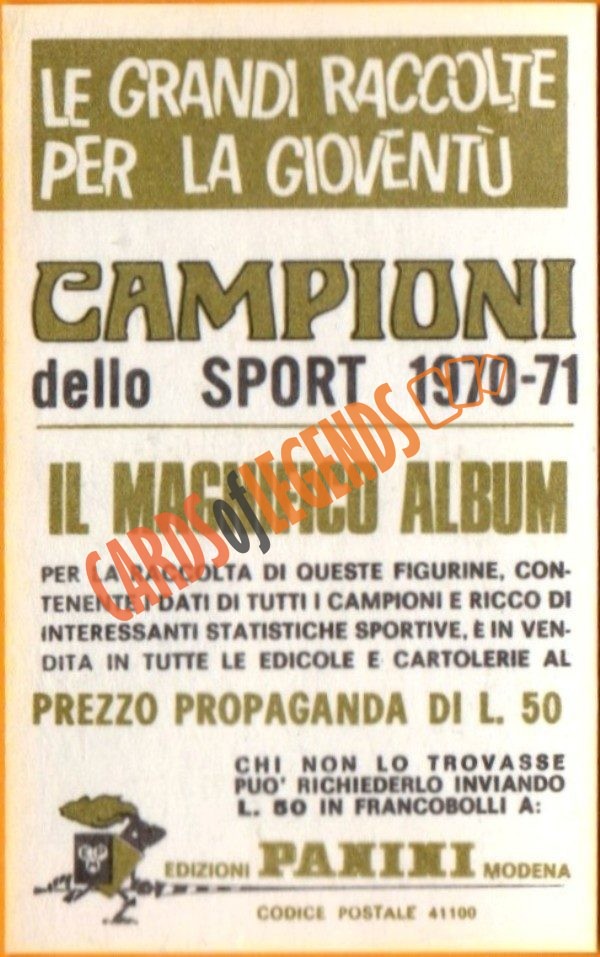 LE GRANDI RACCOLTE
PER LA GIOVENTÙ
CAMPIONI
dello SPORT 1970-71
IL MAGNIFICO ALBUM
CARDS of LEGENDS
PER LA RACCOLTA DI QUESTE FIGURINE, CON-
TENENTE I DATI DI TUTTI I CAMPIONI E RICCO DI
INTERESSANTI STATISTICHE SPORTIVE, È IN VEN-
DITA IN TUTTE LE EDICOLE E CARTOLERIE AL
PREZZO PROPAGANDA DI L. 50
CHI NON LO TROVASSE
PUO' RICHIEDERLO INVIANDO
L. 50 IN FRANCOBOLLI A:
EDIZIONI PANINI MODENA
CODICE POSTALE 41100